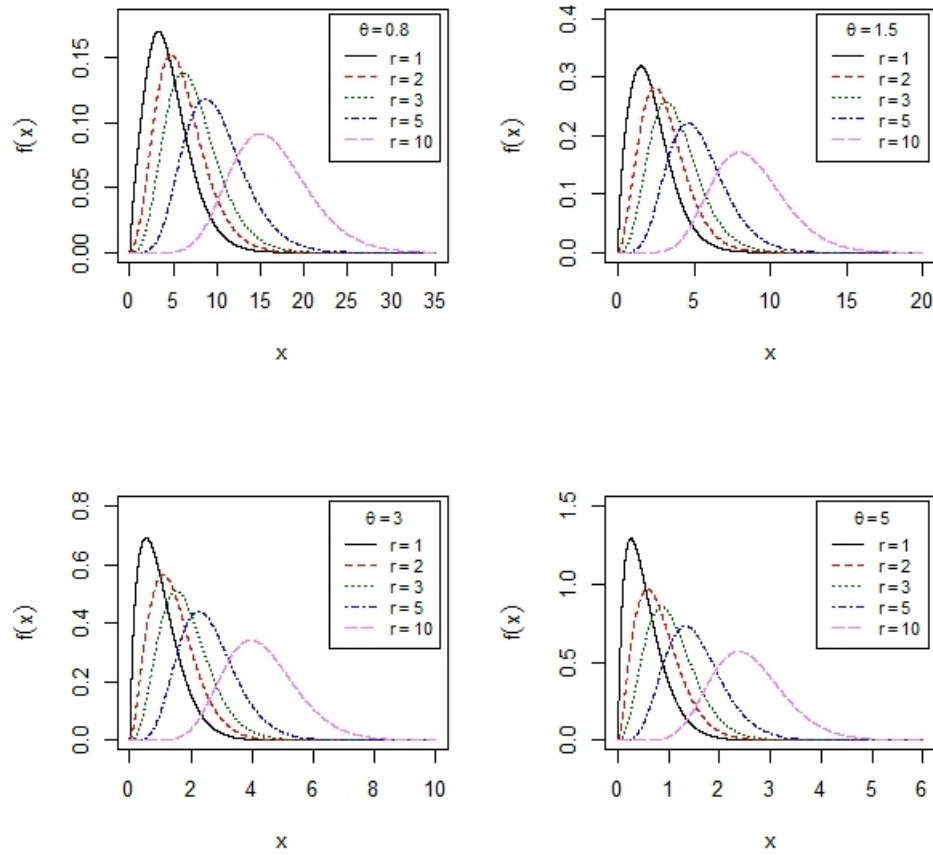 f(x)
0.00 0.05 0.10 0.15
θ = 0.8
r = 1
r = 2
r = 3
r = 5
r = 10
0 5 10 15 20 25 30 35
x
f(x)
0.0 0.1 0.2 0.3 0.4
θ = 1.5
r = 1
r = 2
r = 3
r = 5
r = 10
0 5 10 15 20
x
f(x)
0.0 0.2 0.4 0.6 0.8
θ = 3
r = 1
r = 2
r = 3
r = 5
r = 10
0 2 4 6 8 10
x
f(x)
0.0 0.5 1.0 1.5
θ = 5
r = 1
r = 2
r = 3
r = 5
r = 10
0 1 2 3 4 5 6
x